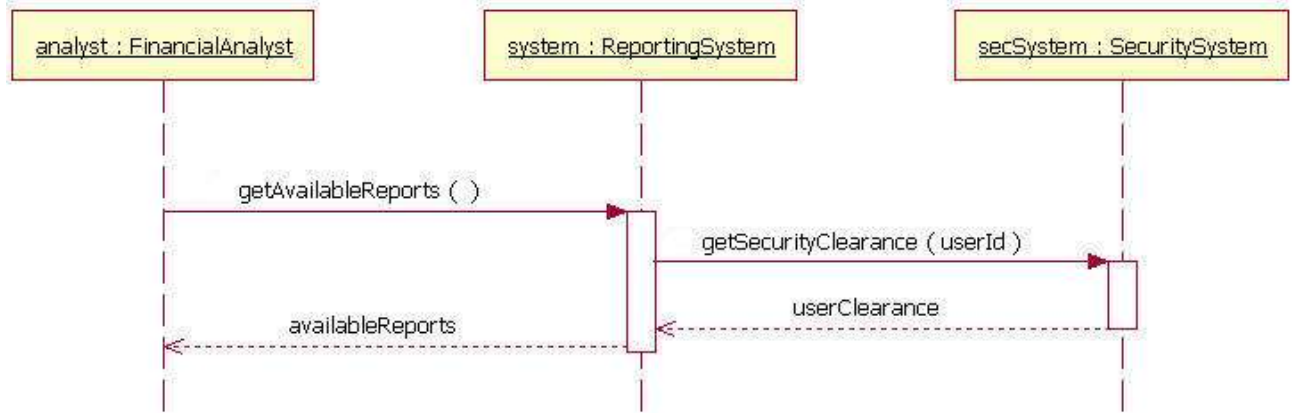 analyst : FinancialAnalyst
system : ReportingSystem
secSystem : SecuritySystem
getAvailableReports ( )
getSecurityClearance ( userId )
userClearance
availableReports